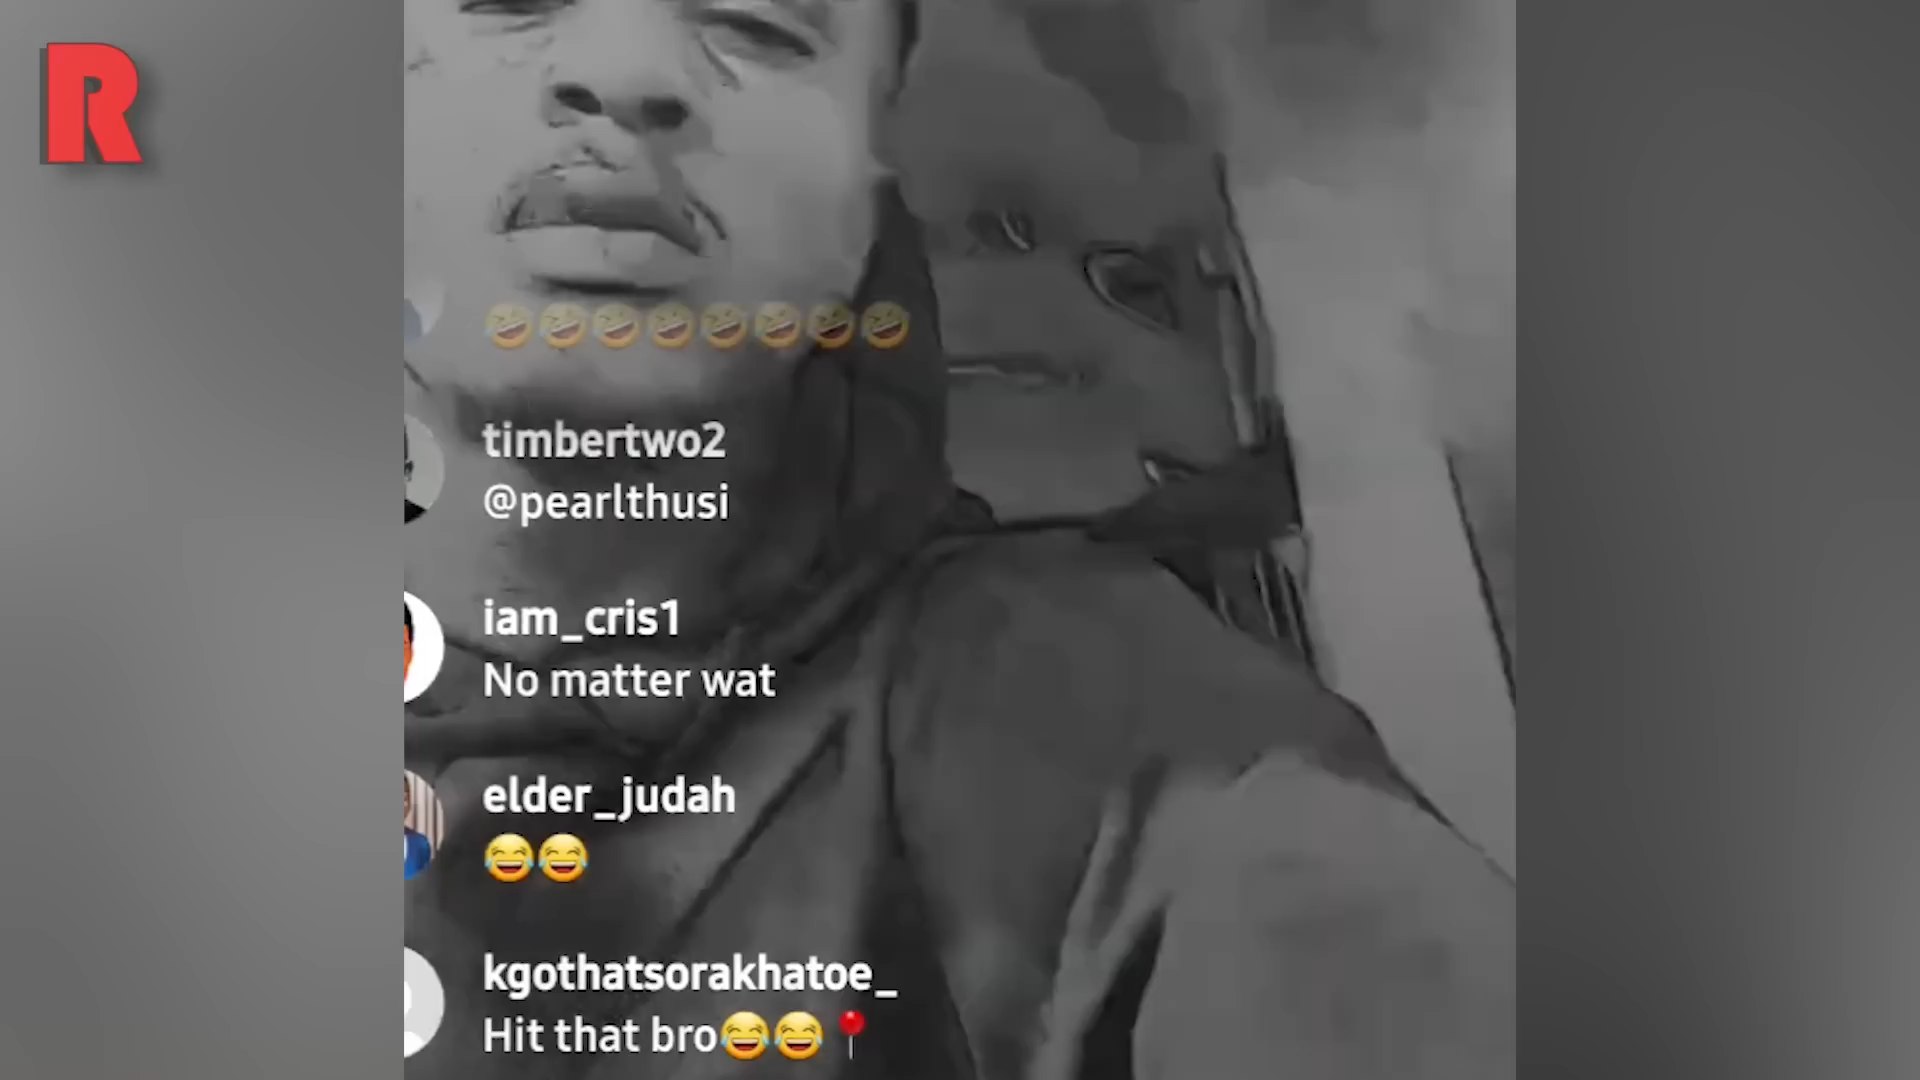 R
🤣🤣🤣🤣🤣🤣🤣🤣
timbertwo2
@pearlthusi
iam_cris1
No matter wat
elder_judah
😂😂
kgothatsorakhatoe_
Hit that bro😂😂📍